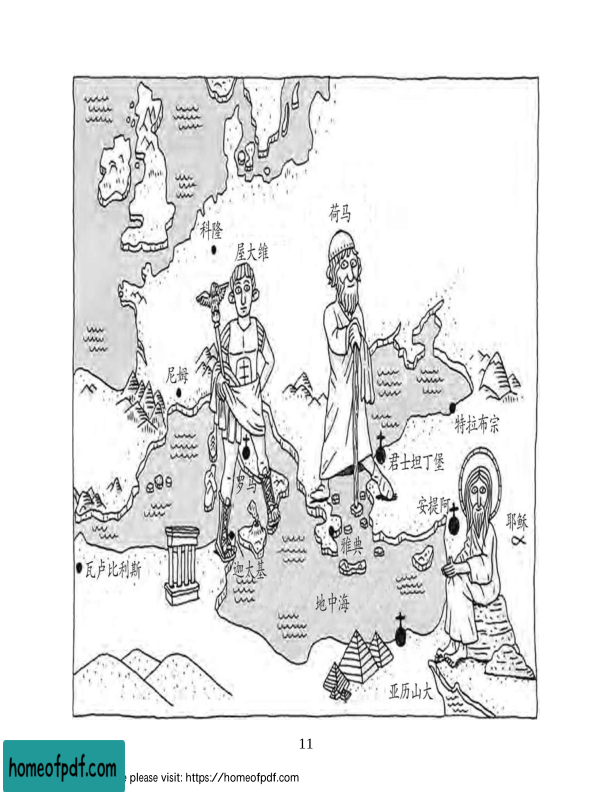 荷马
科隆
屋大维
尼姆
特拉布宗
君士坦丁堡
罗马
安提阿
耶稣
雅典
瓦卢比利斯
迦太基
地中海
亚历山大
11
homeofpdf.com
e please visit: https://homeofpdf.com